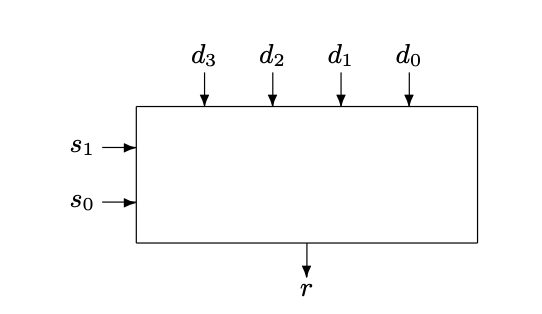 d₃ d₂ d₁ d₀
s₁
s₀
r